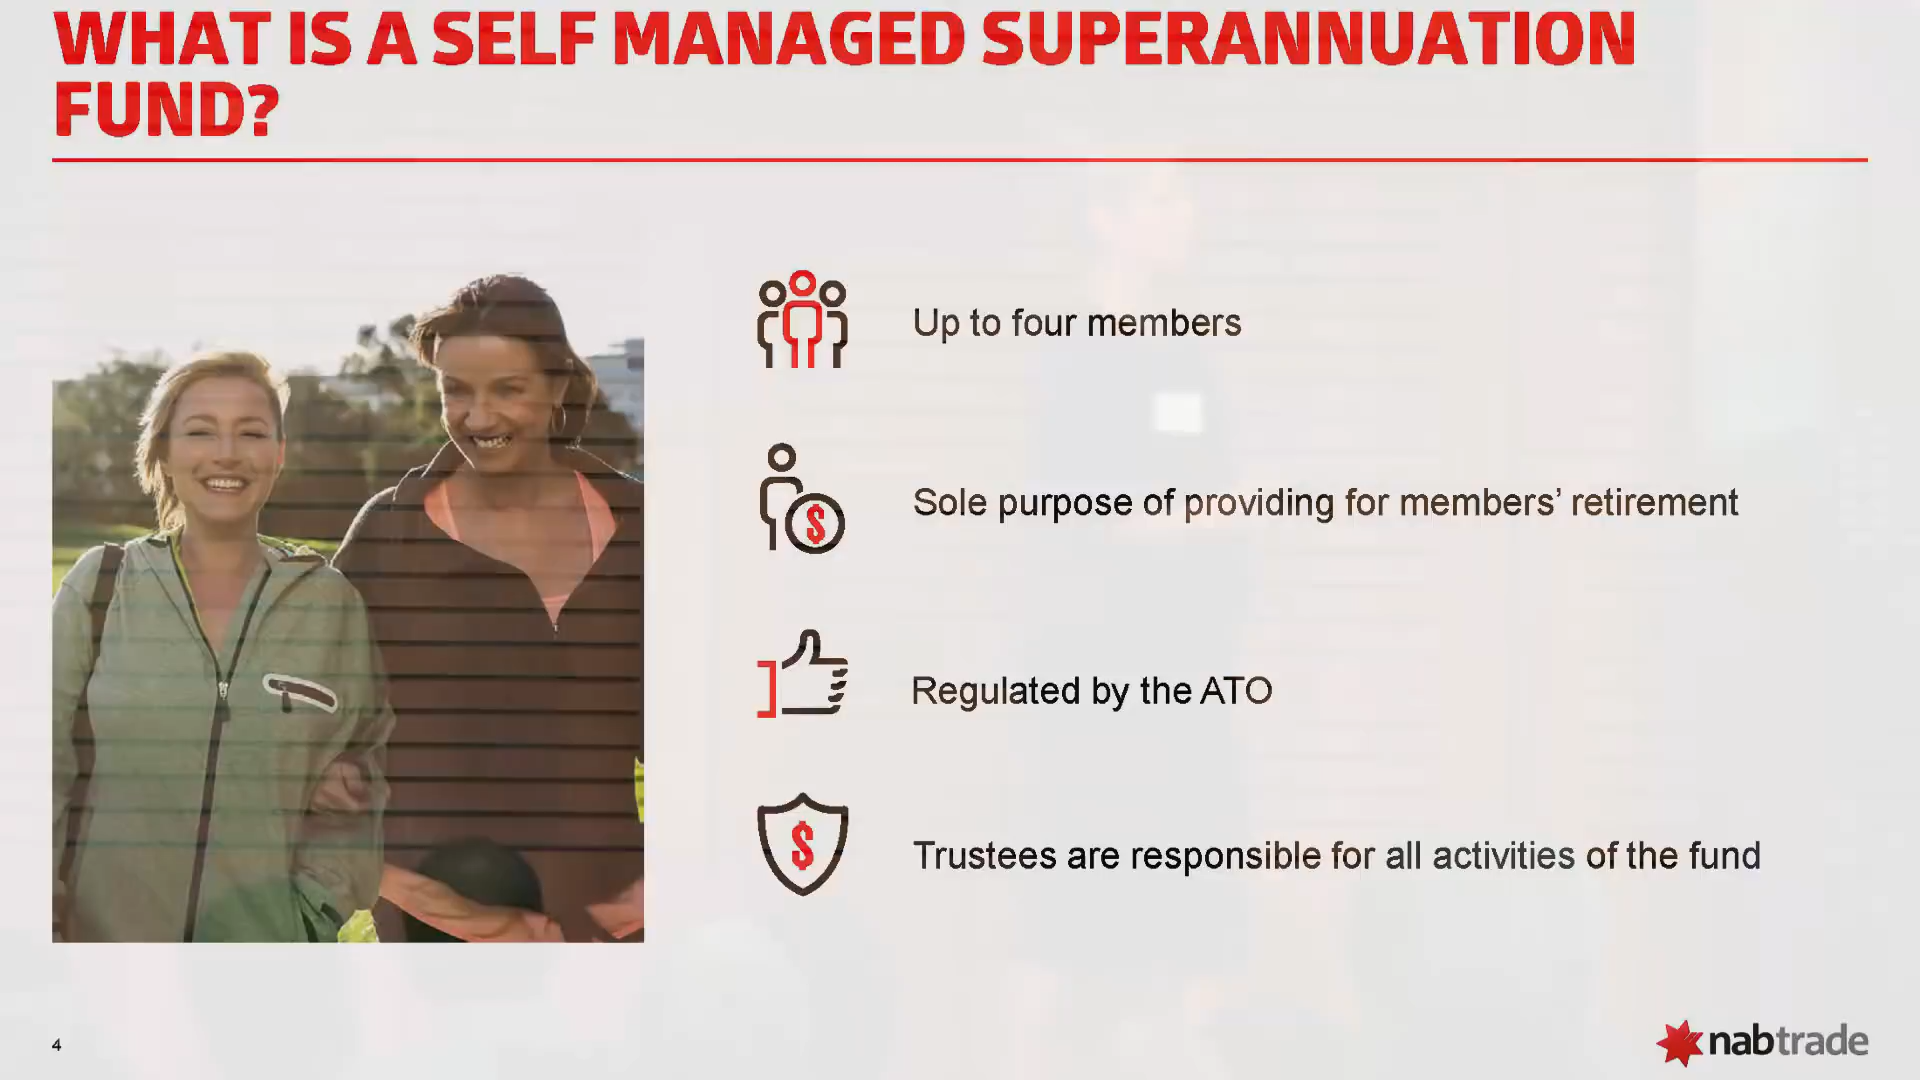 WHAT IS A SELF MANAGED SUPERANNUATION
FUND?
Up to four members
$
Sole purpose of providing for members’ retirement
Regulated by the ATO
$
Trustees are responsible for all activities of the fund
4
nabtrade